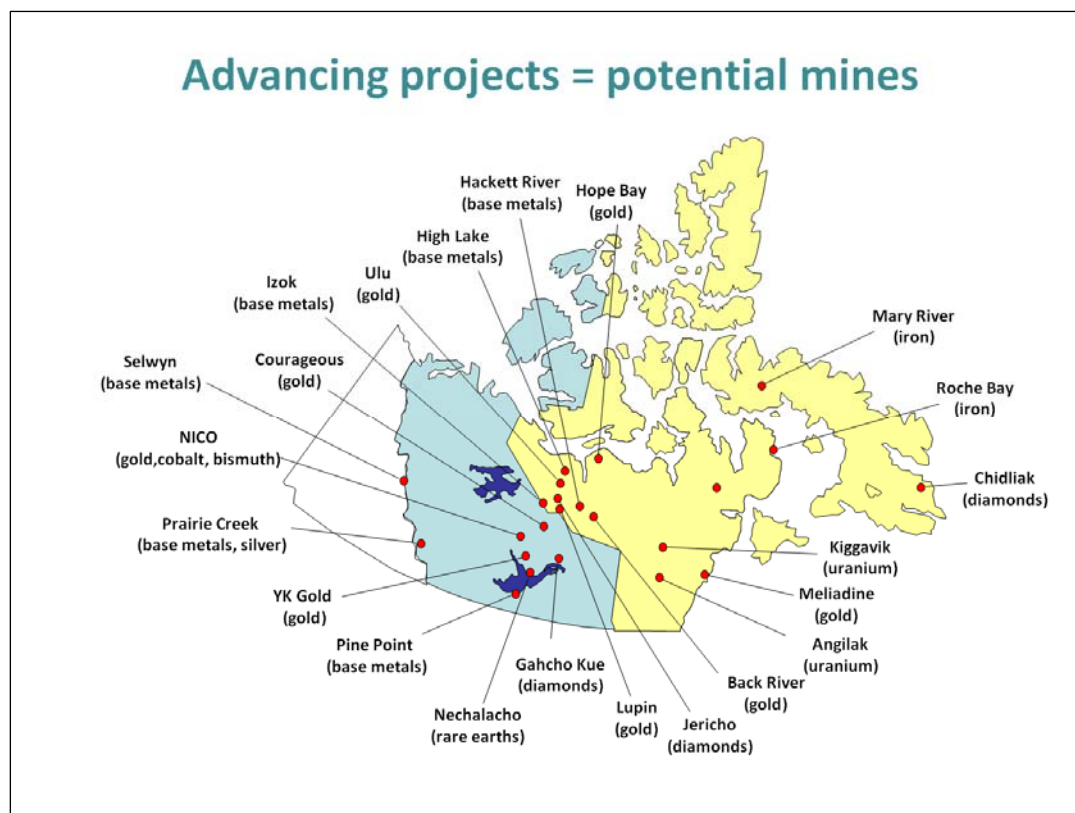 Advancing projects = potential mines
Hackett River
(base metals)
Hope Bay
(gold)
High Lake
(base metals)
Ulu
(gold)
Izok
(base metals)
Courageous
(gold)
Selwyn
(base metals)
NICO
(gold,cobalt, bismuth)
Prairie Creek
(base metals, silver)
YK Gold
(gold)
Pine Point
(base metals)
Nechalacho
(rare earths)
Gahcho Kue
(diamonds)
Lupin
(gold)
Jericho
(diamonds)
Back River
(gold)
Angilak
(uranium)
Meliadine
(gold)
Kiggavik
(uranium)
Chidliak
(diamonds)
Roche Bay
(iron)
Mary River
(iron)